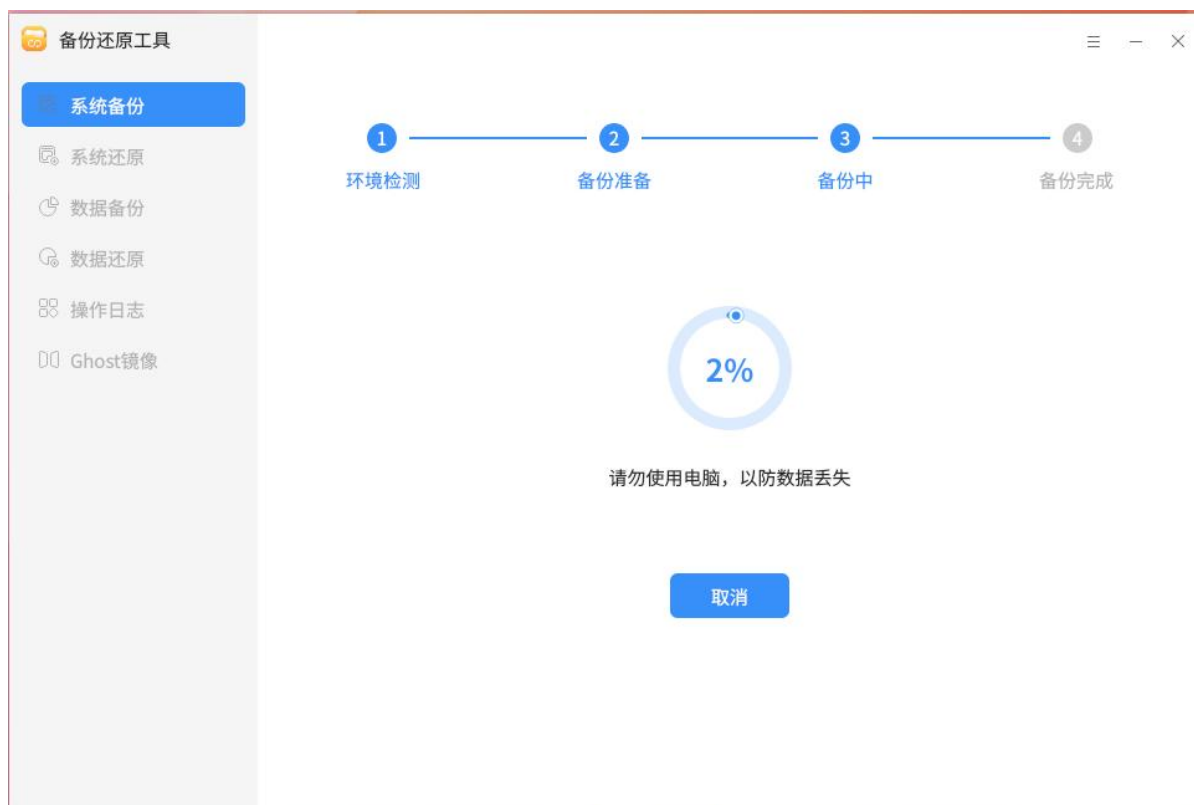 备份还原工具
系统备份
系统还原
数据备份
数据还原
操作日志
Ghost镜像
1
2
3
4
环境检测
备份准备
备份中
备份完成
2%
请勿使用电脑，以防数据丢失
取消